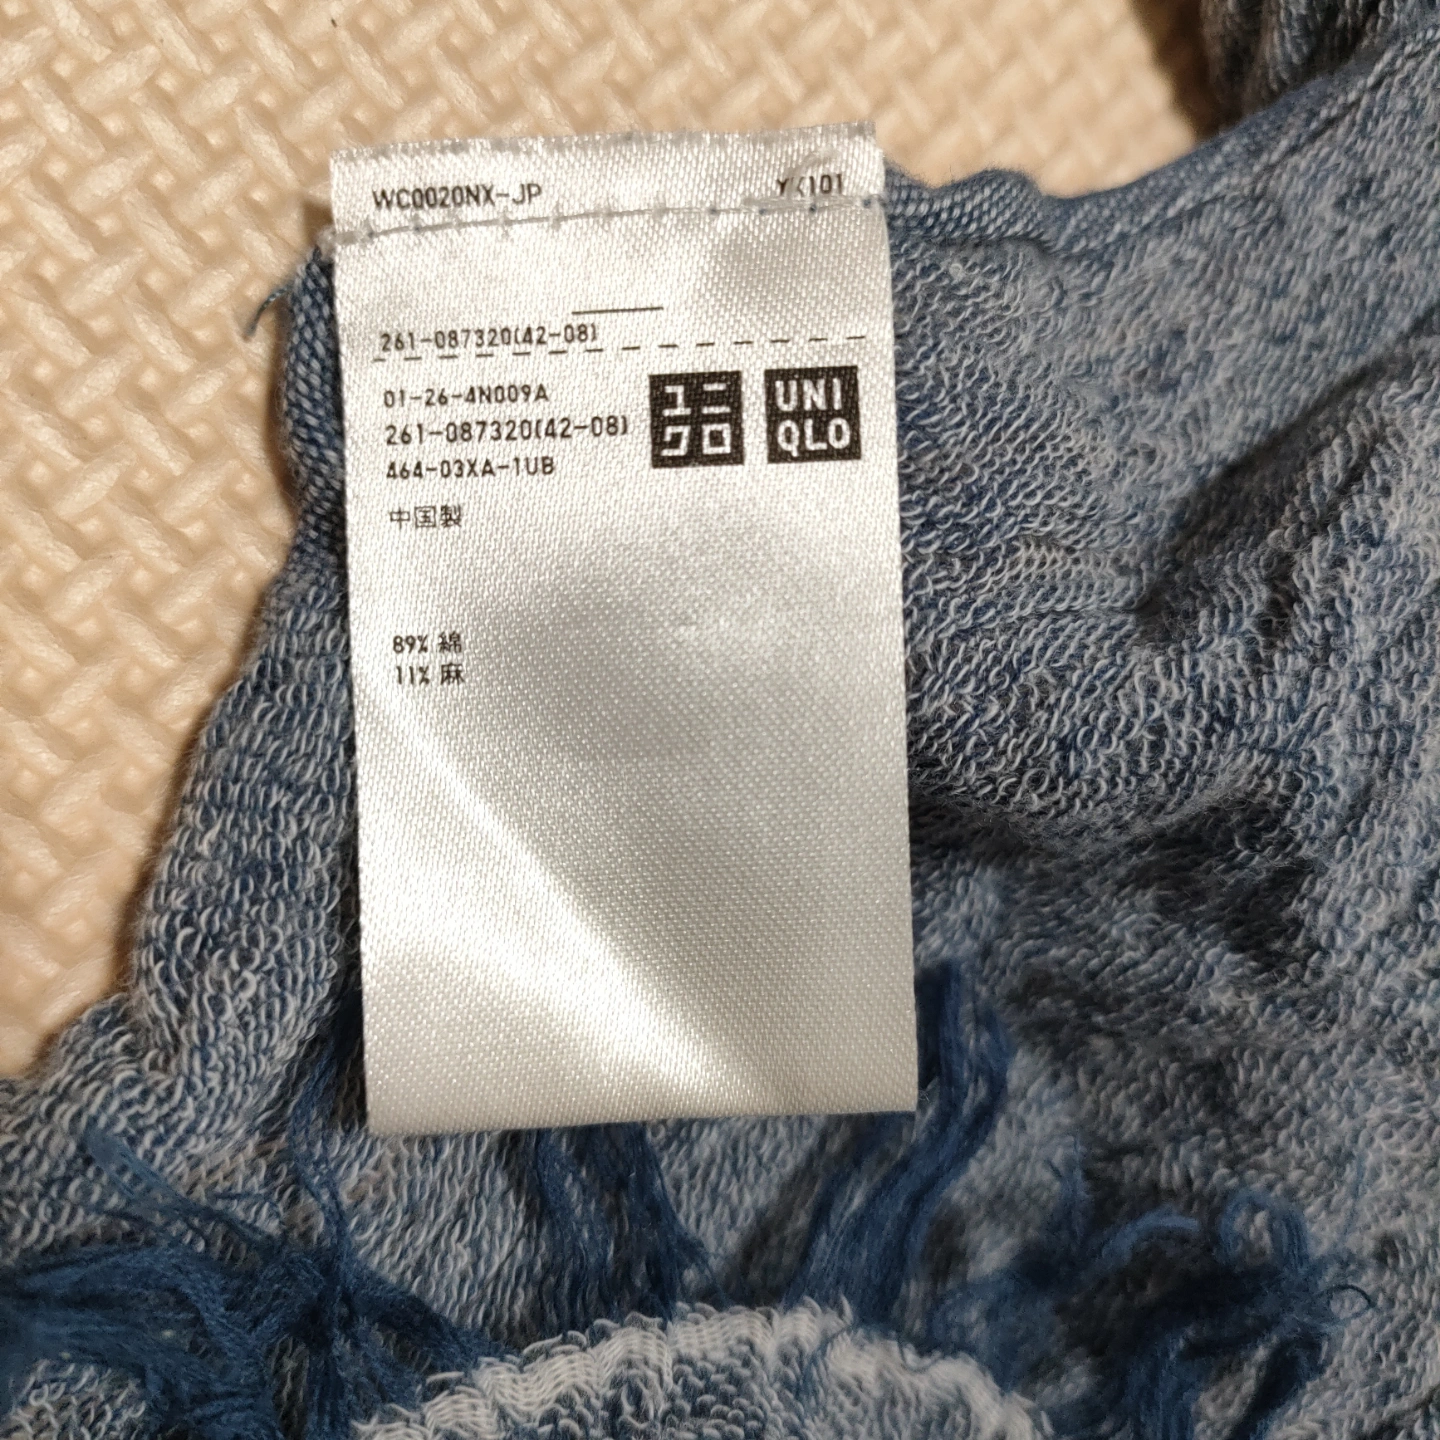 WC0020NX-JP
261-087320(42-08)
01-26-4N009A
261-087320(42-08)
464-03XA-1UB
ユニ
クロ
UNI
QLO
中国製
89% 綿
11% 麻